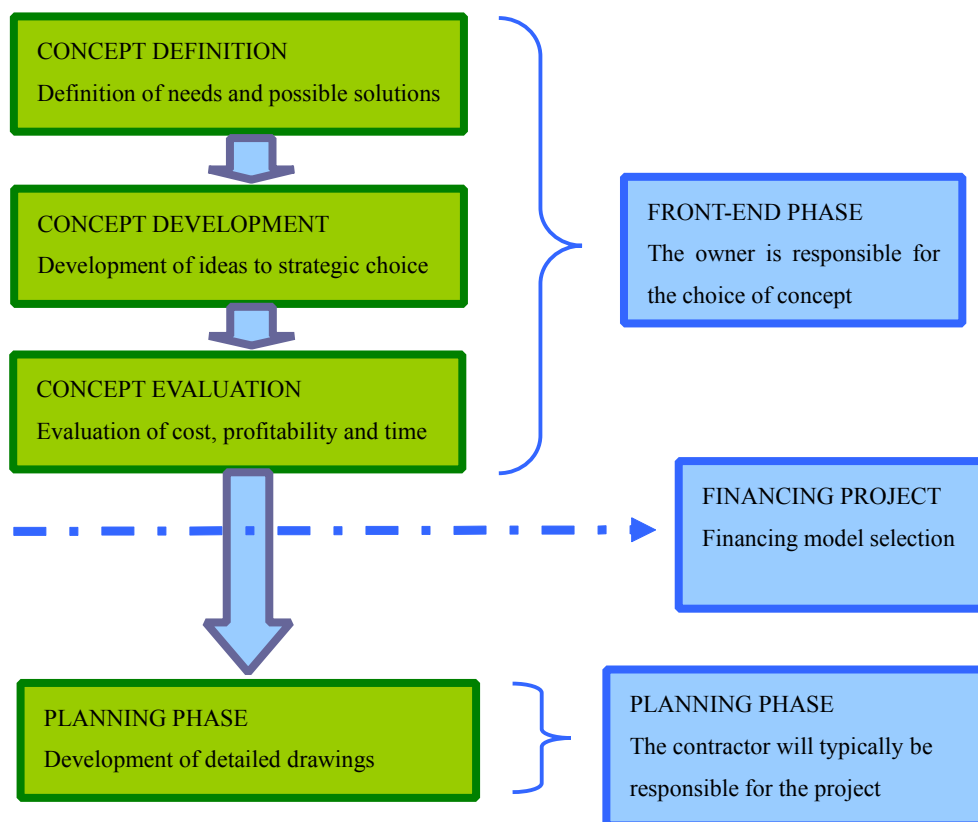 CONCEPT DEFINITION
Definition of needs and possible solutions
CONCEPT DEVELOPMENT
Development of ideas to strategic choice
CONCEPT EVALUATION
Evaluation of cost, profitability and time
FRONT-END PHASE
The owner is responsible for
the choice of concept
FINANCING PROJECT
Financing model selection
PLANNING PHASE
Development of detailed drawings
PLANNING PHASE
The contractor will typically be
responsible for the project